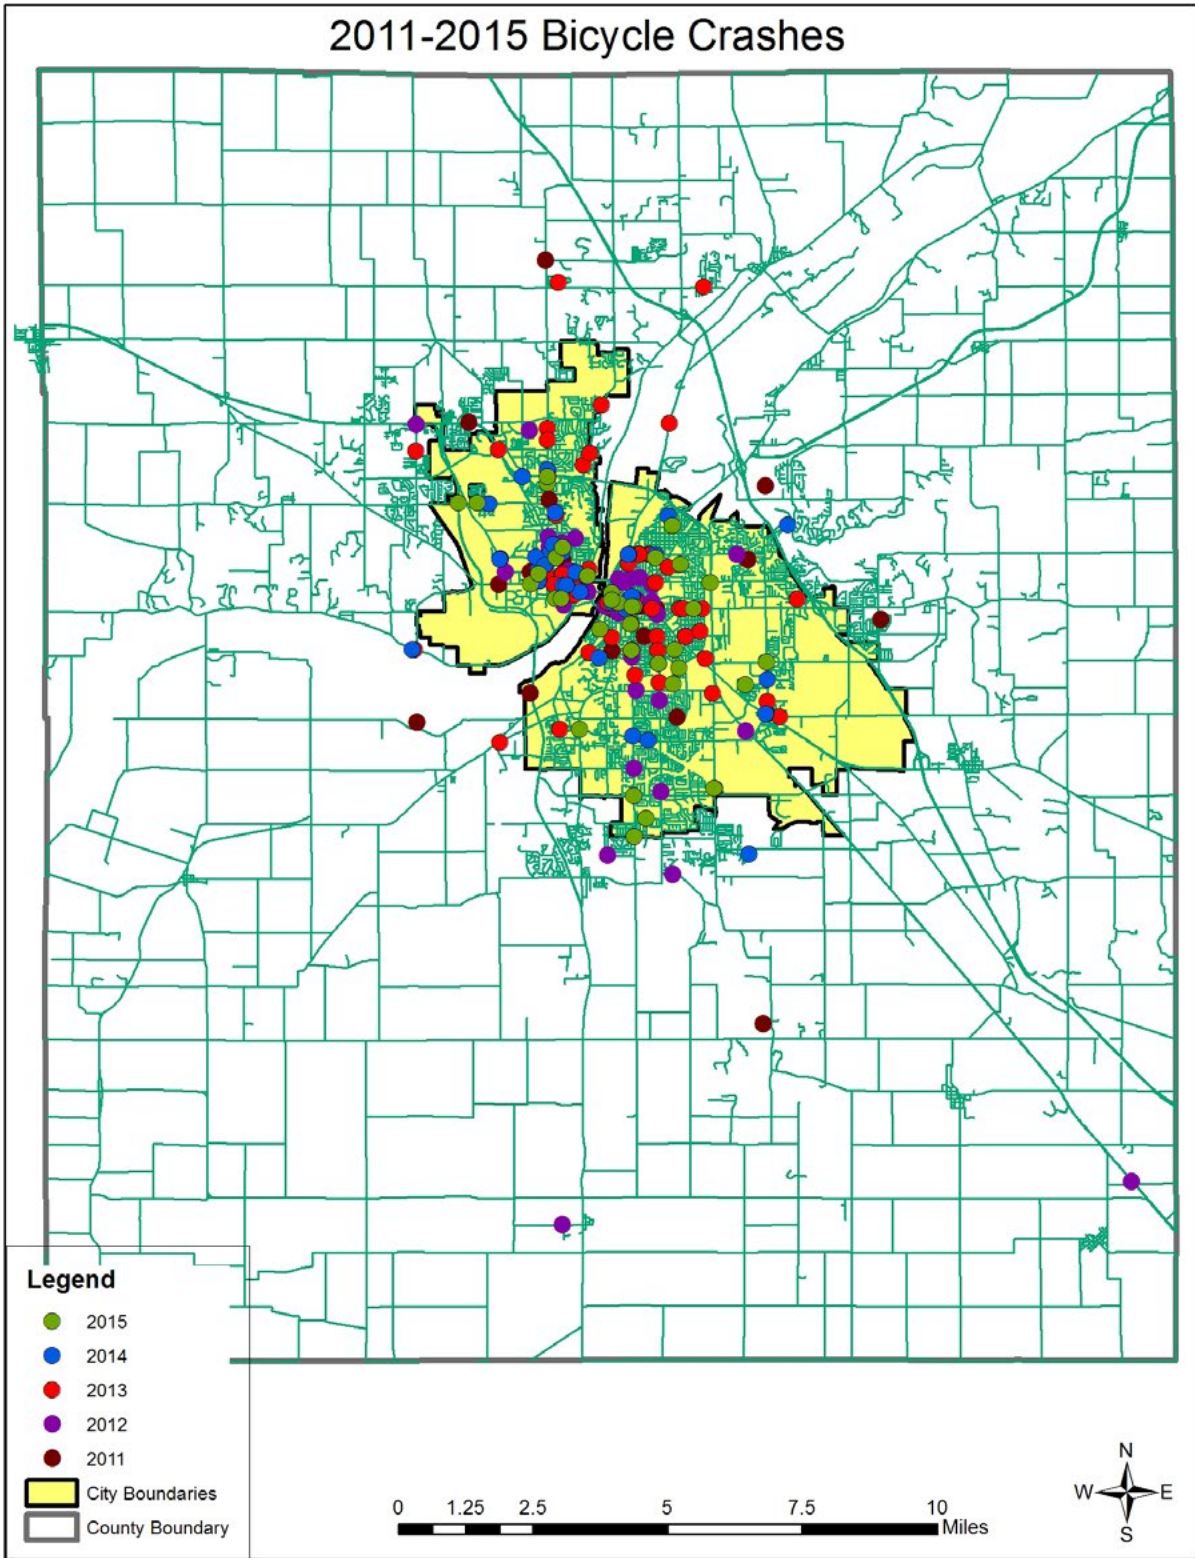 2011-2015 Bicycle Crashes
Legend
2015
2014
2013
2012
2011
City Boundaries
County Boundary
0 1.25 2.5 5 7.5 10
Miles
N
W E
S